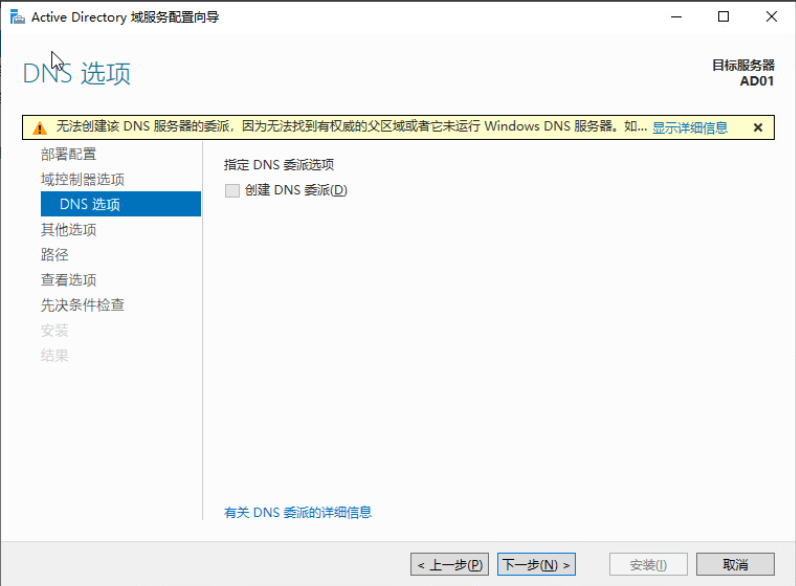 Active Directory 域服务配置向导
DNS 选项
目标服务器
AD01
无法创建该 DNS 服务器的委派，因为无法找到有权威的父区域或者它未运行 Windows DNS 服务器。如... 显示详细信息
部署配置
域控制器选项
DNS 选项
其他选项
路径
查看选项
先决条件检查
安装
结果
指定 DNS 委派选项
创建 DNS 委派(D)
有关 DNS 委派的详细信息
< 上一步(P)
下一步(N) >
安装(I)
取消